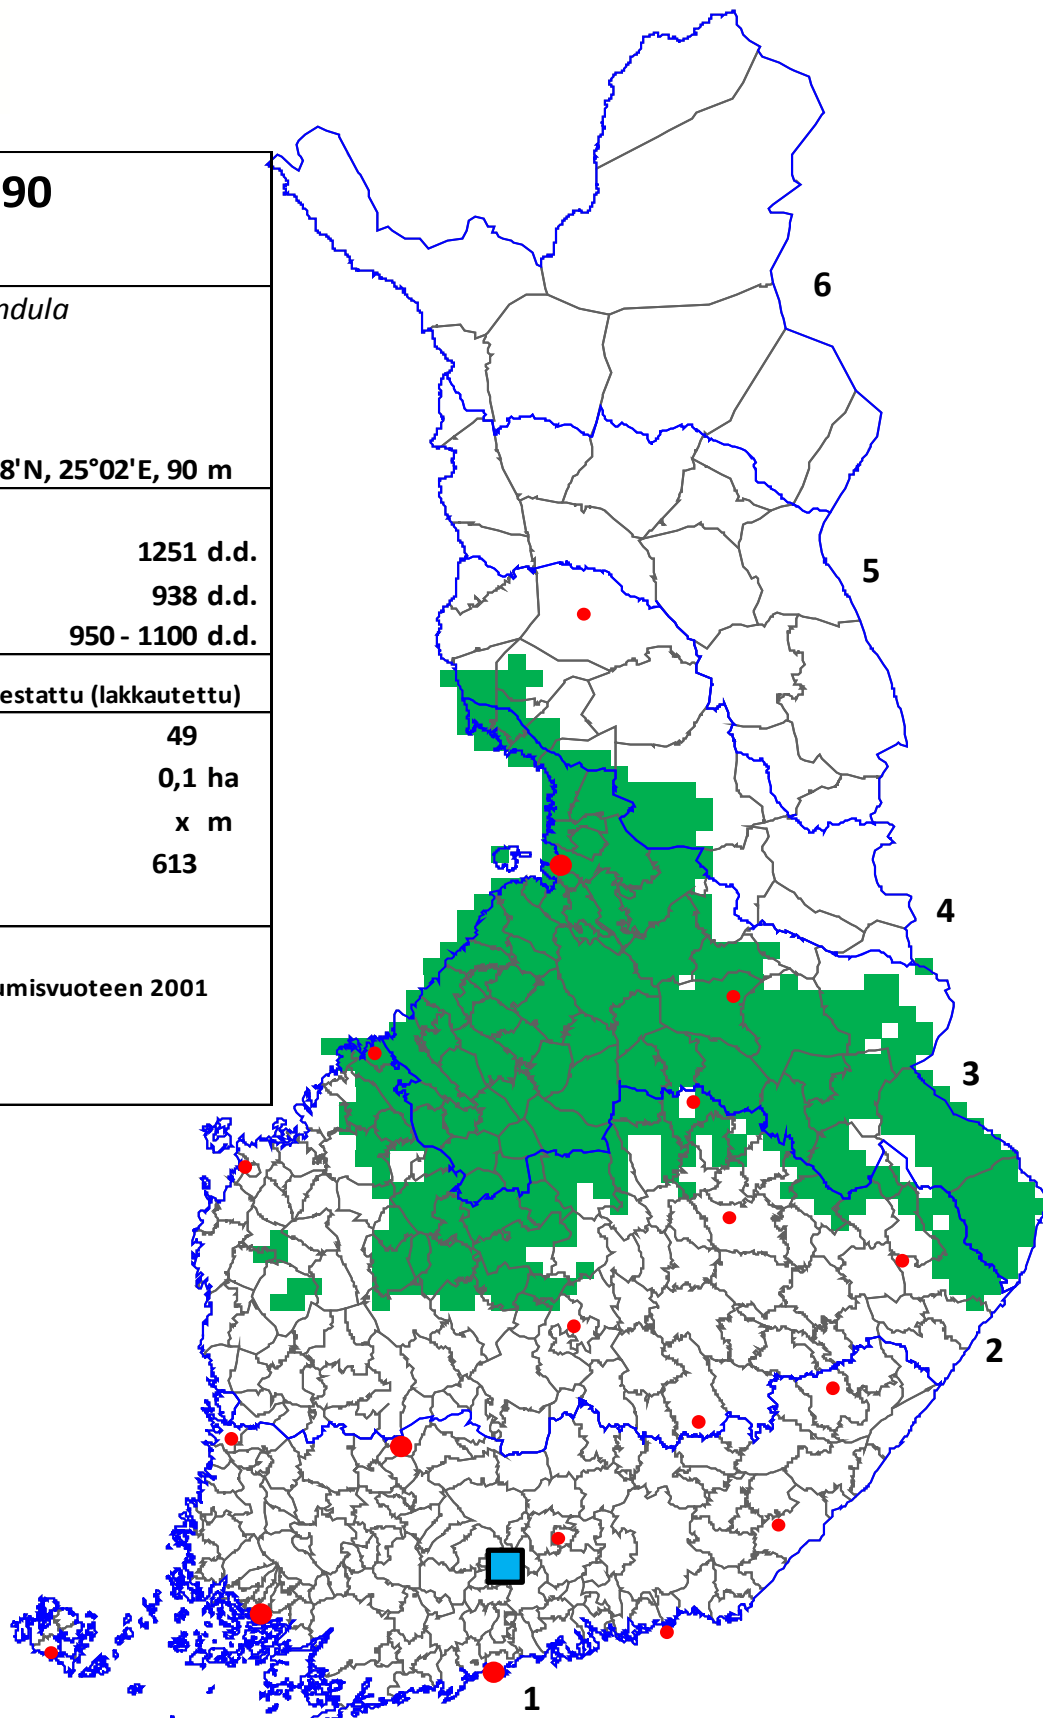 90
ndula
8'N, 25°02'E, 90 m
1251 d.d.
938 d.d.
950 - 1100 d.d.
estattu (lakkautettu)
49
0,1 ha
x m
613
umisvuoteen 2001
6
5
4
3
2
1